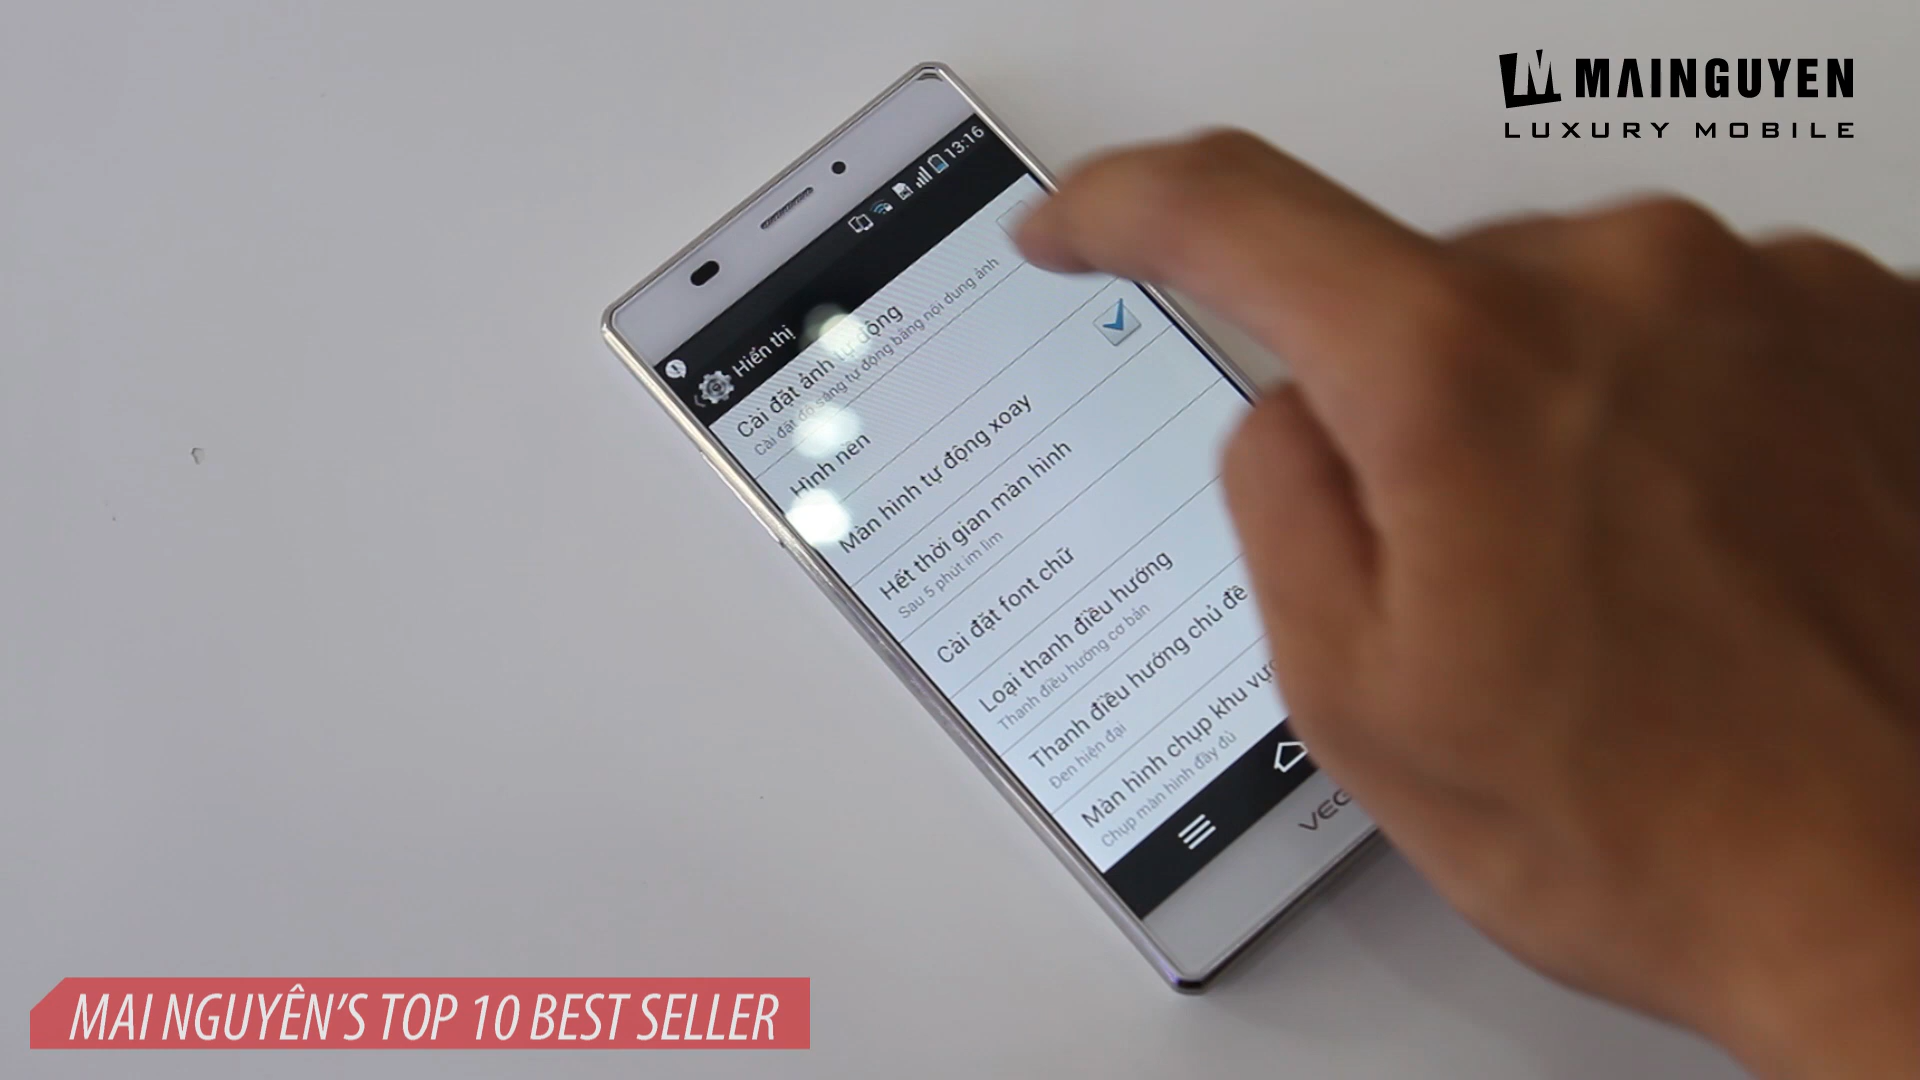 MAINGUYEN
LUXURY MOBILE
13:16
Hiển thị
Cài đặt ảnh tự động
Cài đặt độ sáng tự động bằng nội dung ảnh
Hình nền
Màn hình tự động xoay
Hết thời gian màn hình
Sau 5 phút im lìm
Cài đặt font chữ
Loại thanh điều hướng
Thanh điều hướng cơ bản
Thanh điều hướng chủ đề
Đen hiện đại
Màn hình chụp khu vực
Chụp màn hình đầy đủ
MAI NGUYÊN’S TOP 10 BEST SELLER